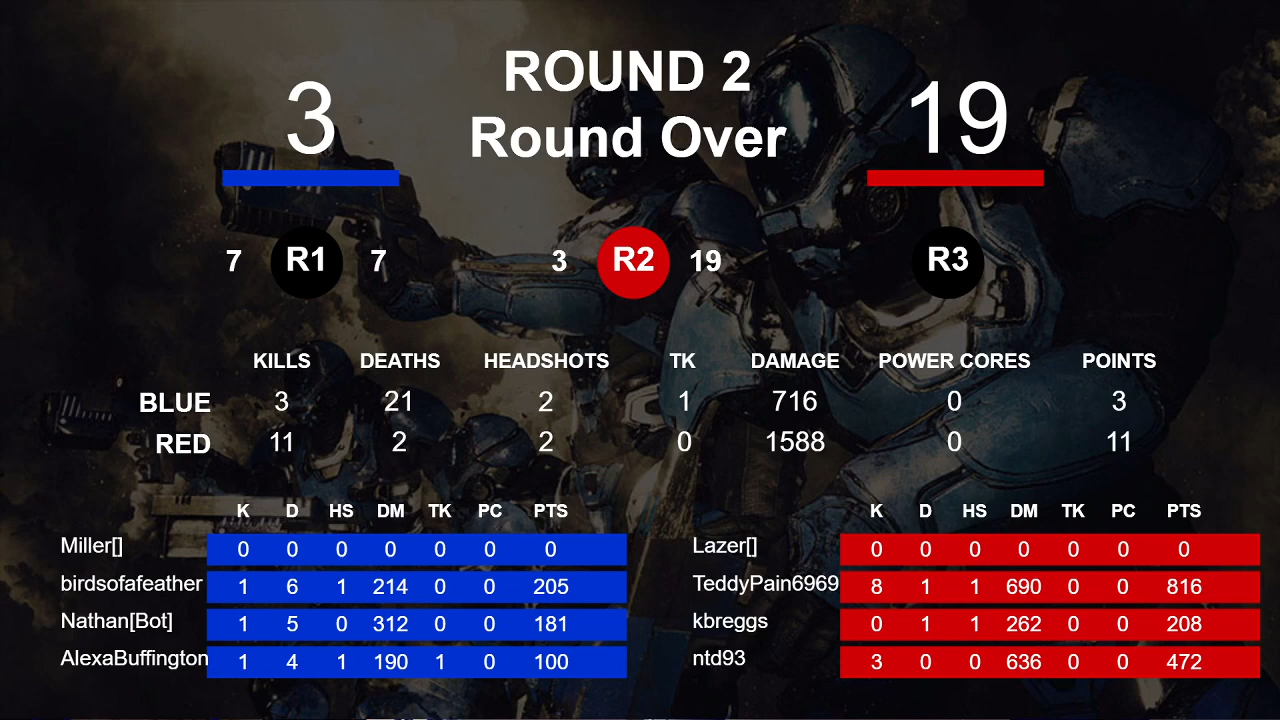 ROUND 2
3 Round Over 19
7 R1 7 3 R2 19 R3
KILLS DEATHS HEADSHOTS TK DAMAGE POWER CORES POINTS
BLUE 3 21 2 1 716 0 3
RED 11 2 2 0 1588 0 11
K D HS DM TK PC PTS
Miller[] 0 0 0 0 0 0 0
birdsofafeather 1 6 1 214 0 0 205
Nathan[Bot] 1 5 0 312 0 0 181
AlexaBuffington 1 4 1 190 1 0 100
K D HS DM TK PC PTS
Lazer[] 0 0 0 0 0 0 0
TeddyPain6969 8 1 1 690 0 0 816
kbreggs 0 1 1 262 0 0 208
ntd93 3 0 0 636 0 0 472